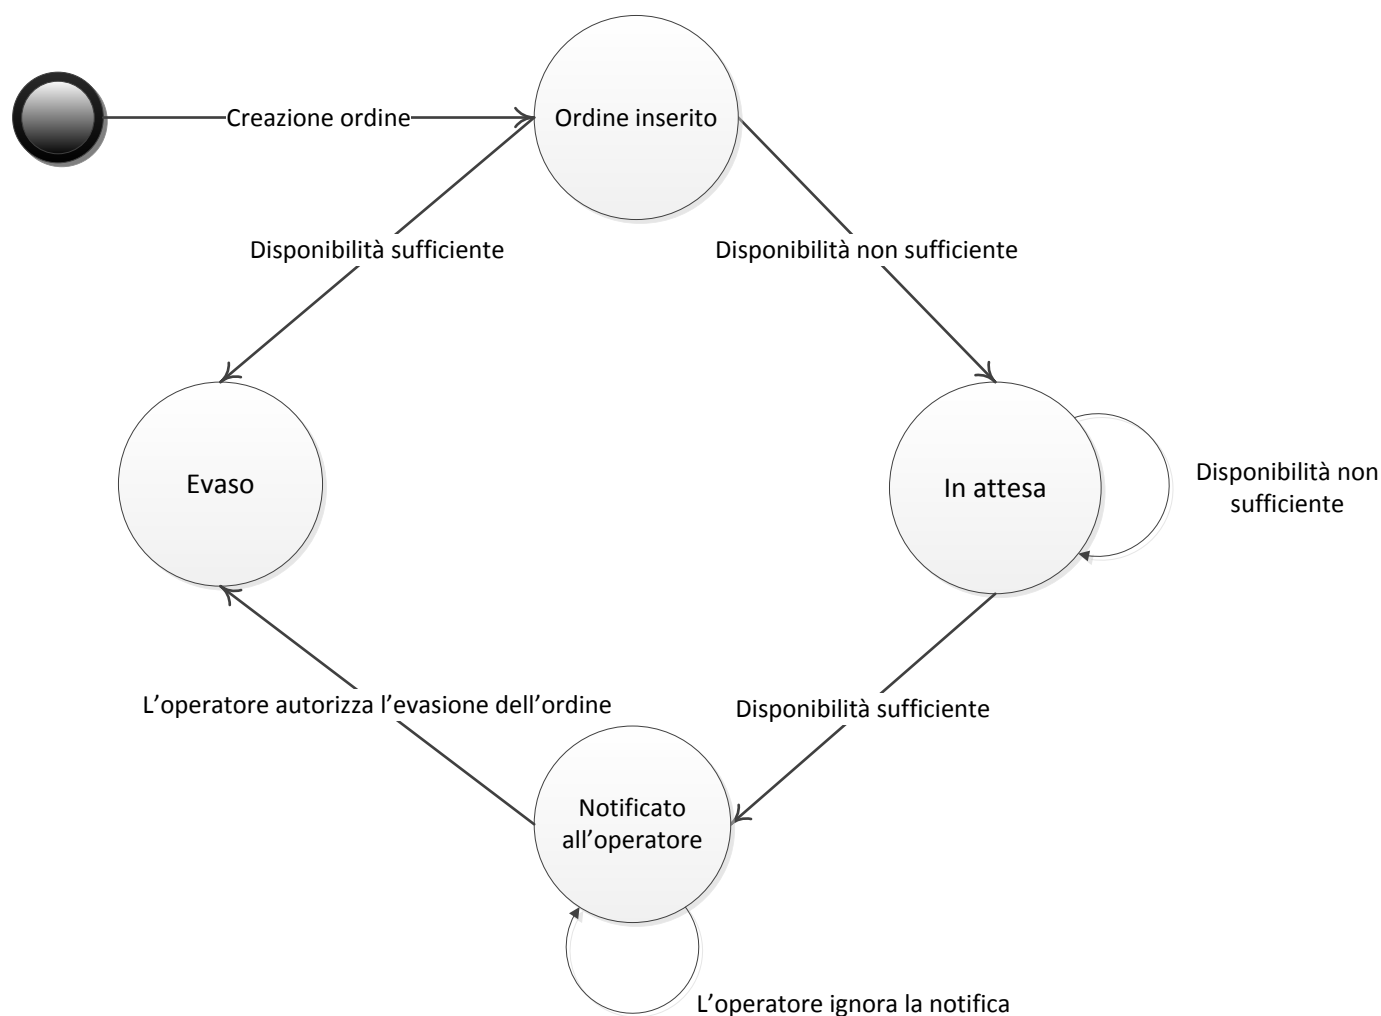 Creazione ordine
Ordine inserito
Disponibilità sufficiente
Disponibilità non sufficiente
Evaso
In attesa
Disponibilità non
sufficiente
L’operatore autorizza l’evasione dell’ordine
Disponibilità sufficiente
Notificato
all’operatore
L’operatore ignora la notifica